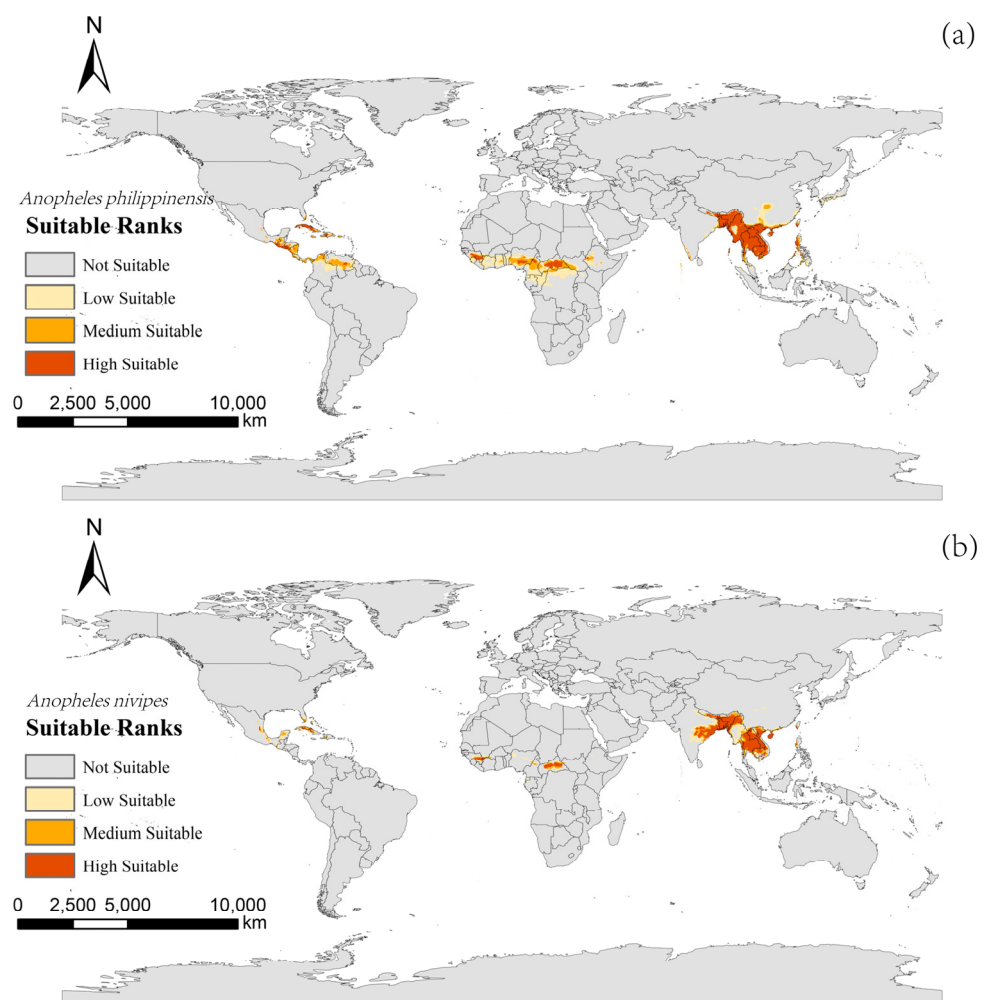 N
(a)
Anopheles philippinensis
Suitable Ranks
Not Suitable
Low Suitable
Medium Suitable
High Suitable
0 2,500 5,000 10,000
km
N
(b)
Anopheles nivipes
Suitable Ranks
Not Suitable
Low Suitable
Medium Suitable
High Suitable
0 2,500 5,000 10,000
km